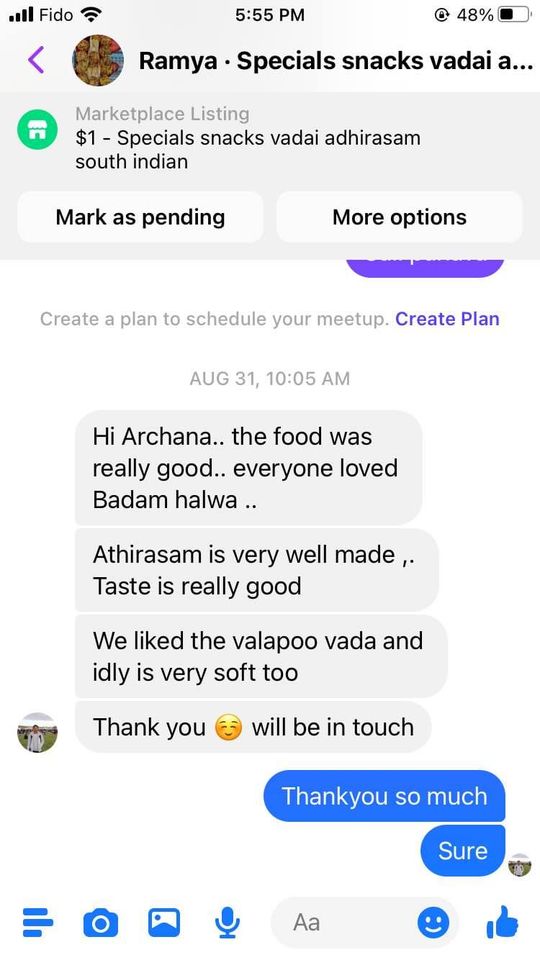 Fido
5:55 PM
48%
Ramya · Specials snacks vadai a...
Marketplace Listing
$1 - Specials snacks vadai adhirasam
south indian
Mark as pending
More options
Create a plan to schedule your meetup. Create Plan
AUG 31, 10:05 AM
Hi Archana.. the food was
really good.. everyone loved
Badam halwa ..
Athirasam is very well made ,.
Taste is really good
We liked the valapoo vada and
idly is very soft too
Thank you ☺️ will be in touch
Thankyou so much
Sure
Aa